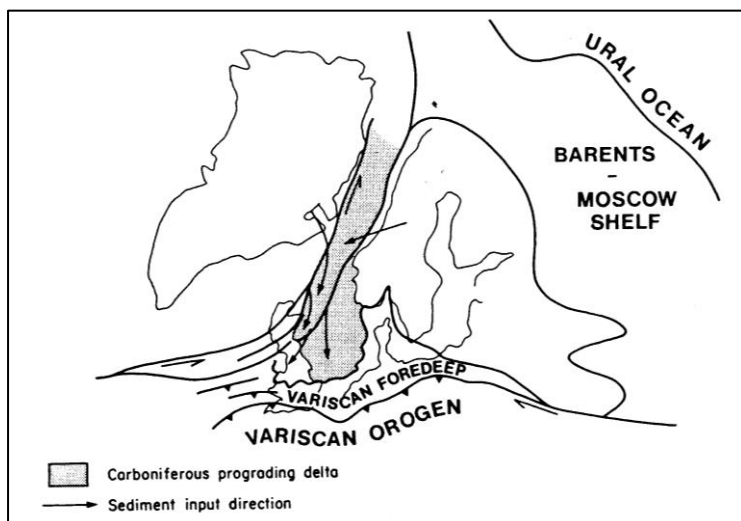 URAL OCEAN
BARENTS
-
MOSCOW
SHELF
VARISCAN FOREDEEP
VARISCAN OROGEN
Carboniferous prograding delta
Sediment input direction